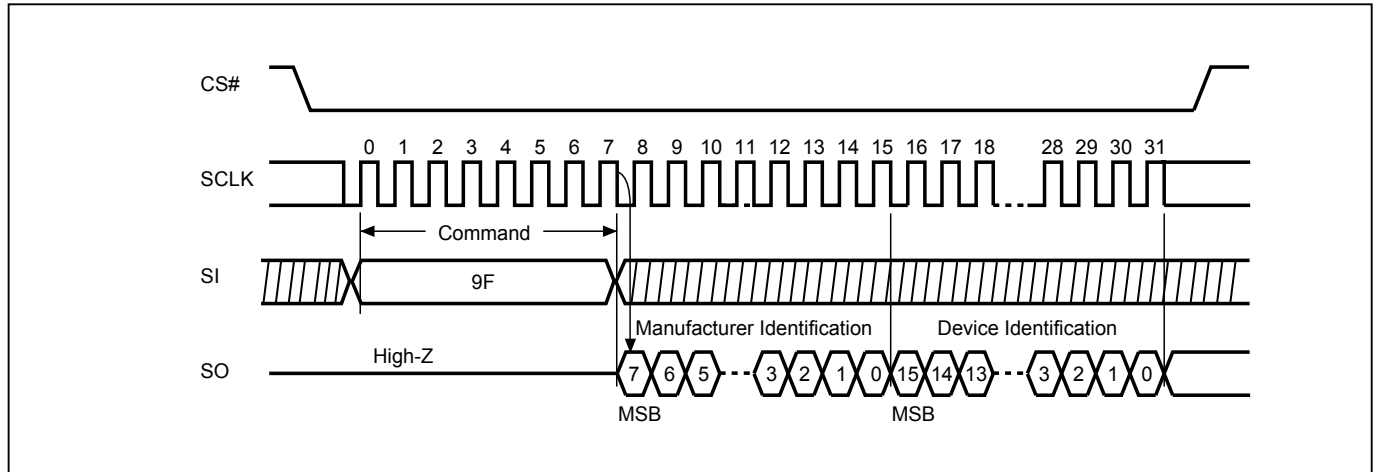 CS#
0 1 2 3 4 5 6 7 8 9 10 11 12 13 14 15 16 17 18 28 29 30 31
SCLK
Command
SI
9F
Manufacturer Identification Device Identification
High-Z
SO
7 6 5 3 2 1 0 15 14 13 3 2 1 0
MSB MSB